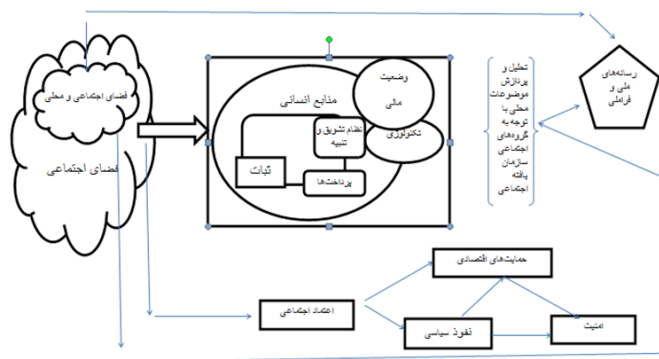 فضای اجتماعی و محلی
فضای اجتماعی
منابع انسانی
وضعیت
مالی
تکنولوژی
نظام تشویق و
تنبیه
ثبات
پرداخت‌ها
تحلیل و
پردازش
موضوعات
محلی با
توجه به
گروه‌های
اجتماعی
سازمان
یافته
اجتماعی
رسانه‌های
ملی و
فراملی
حمایت‌های اقتصادی
اعتماد اجتماعی
نفوذ سیاسی
امنیت